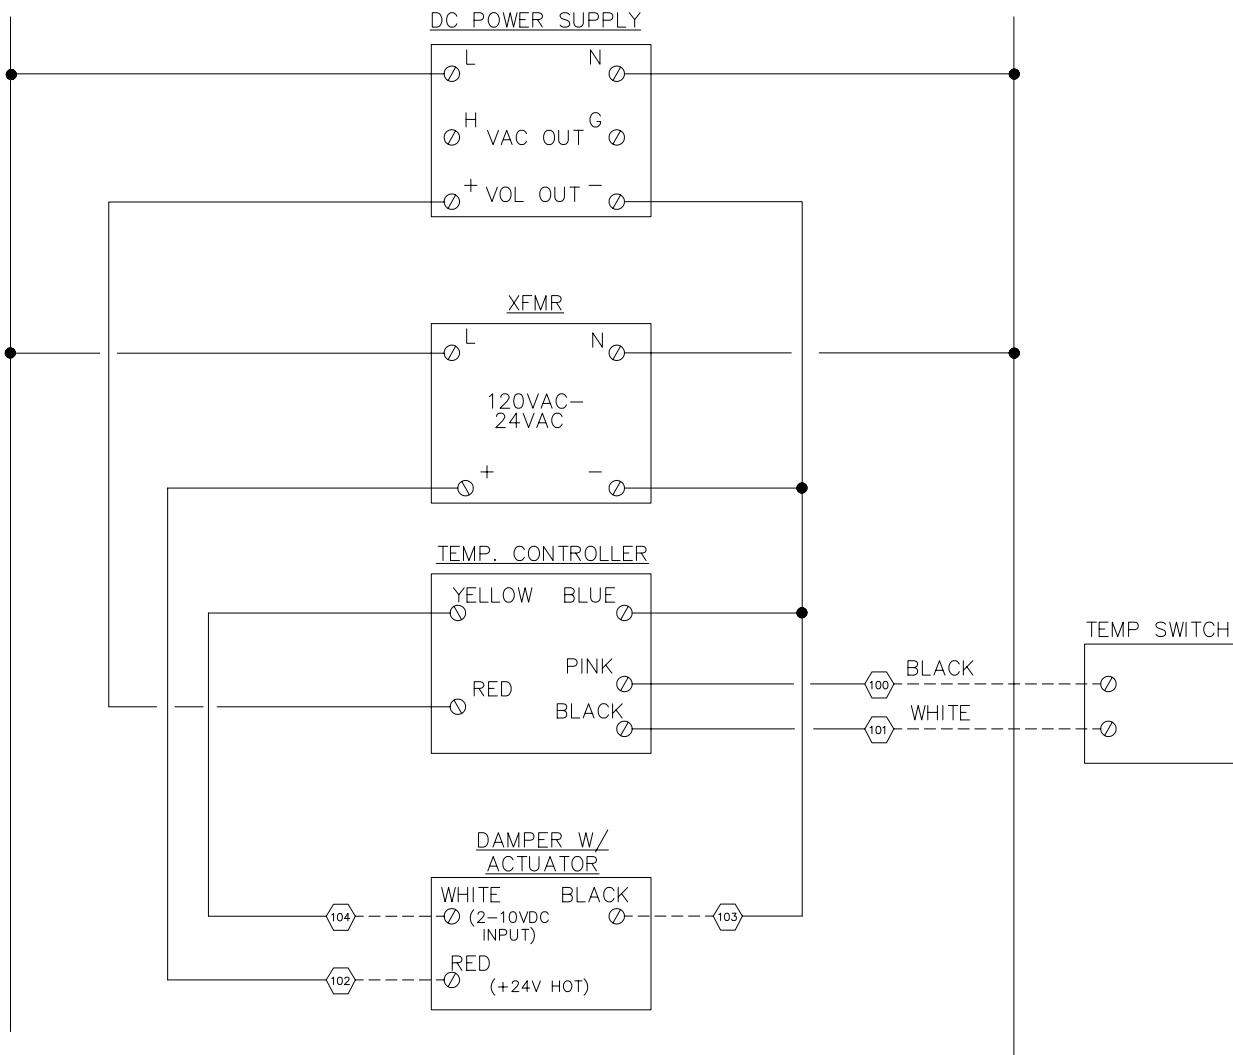 DC POWER SUPPLY
L N
H VAC OUT G
+ VOL OUT -
XFMR
L N
120VAC-
24VAC
+ -
TEMP. CONTROLLER
YELLOW BLUE
TEMP SWITCH
PINK 100 BLACK
RED
BLACK 101 WHITE
DAMPER W/
ACTUATOR
WHITE BLACK
104 (2-10VDC 103
INPUT)
RED
102 (+24V HOT)